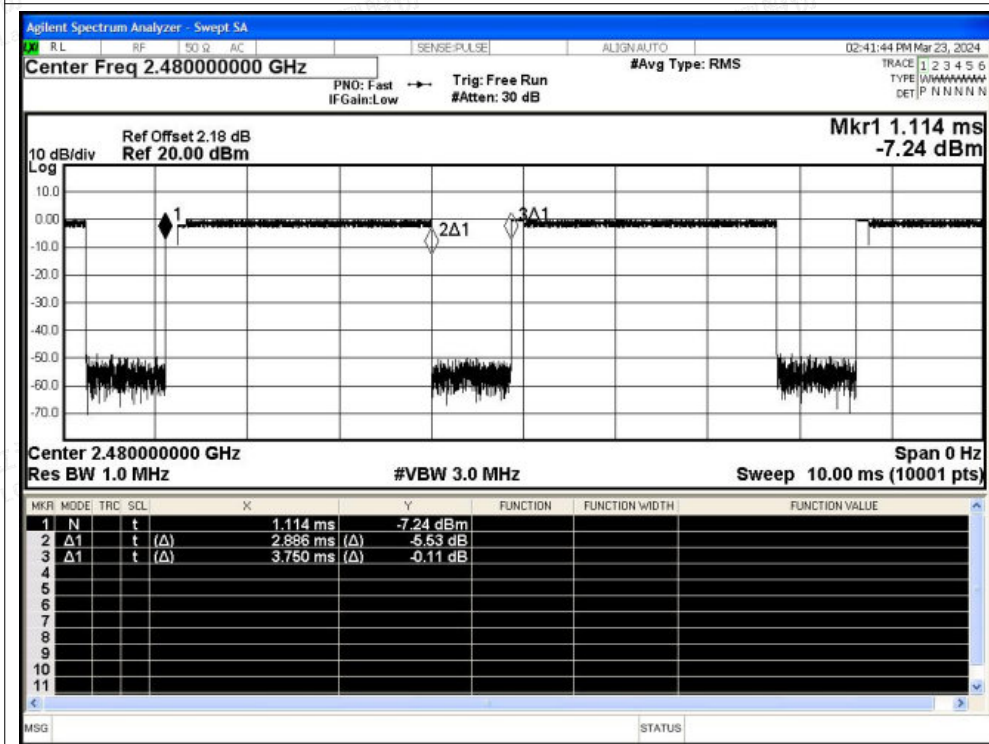 Agilent Spectrum Analyzer - Swept SA
RL RF 50 Ω AC SENSE:PULSE ALIGN AUTO 02:41:44 PM Mar 23, 2024
Center Freq 2.480000000 GHz #Avg Type: RMS TRACE 1 2 3 4 5 6
PNO: Fast Trig: Free Run TYPE WWWWWW
IFGain:Low #Atten: 30 dB DET P N N N N N
Mkr1 1.114 ms
Ref Offset 2.18 dB
10 dB/div Ref 20.00 dBm -7.24 dBm
Log
10.0
0.00
-10.0
-20.0
-30.0
-40.0
-50.0
-60.0
-70.0
1
2Δ1
3Δ1
Center 2.480000000 GHz Span 0 Hz
Res BW 1.0 MHz #VBW 3.0 MHz Sweep 10.00 ms (10001 pts)
MKR MODE TRC SCL X Y FUNCTION FUNCTION WIDTH FUNCTION VALUE
1 N t 1.114 ms -7.24 dBm
2 Δ1 t (Δ) 2.886 ms (Δ) -5.53 dB
3 Δ1 t (Δ) 3.750 ms (Δ) -0.11 dB
4
5
6
7
8
9
10
11
MSG STATUS